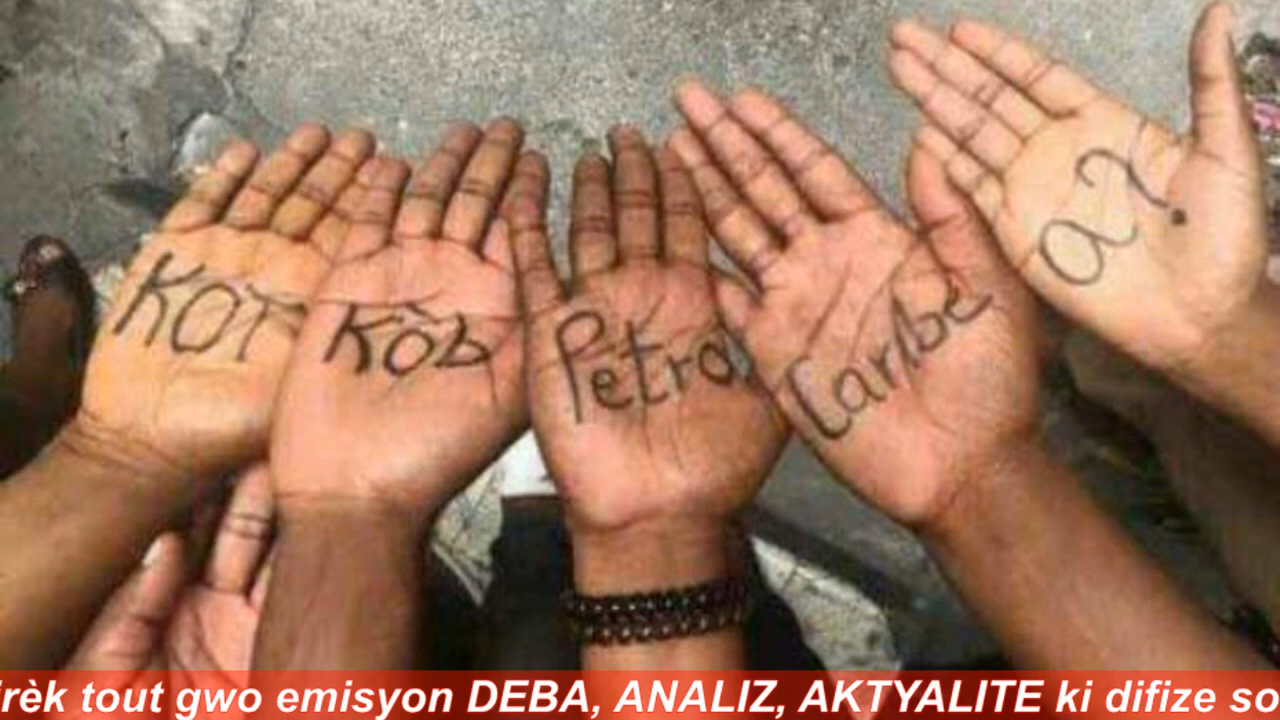 KOT Kòb Petro Caribe a?
irèk tout gwo emisyon DEBA, ANALIZ, AKTYALITE ki difize so